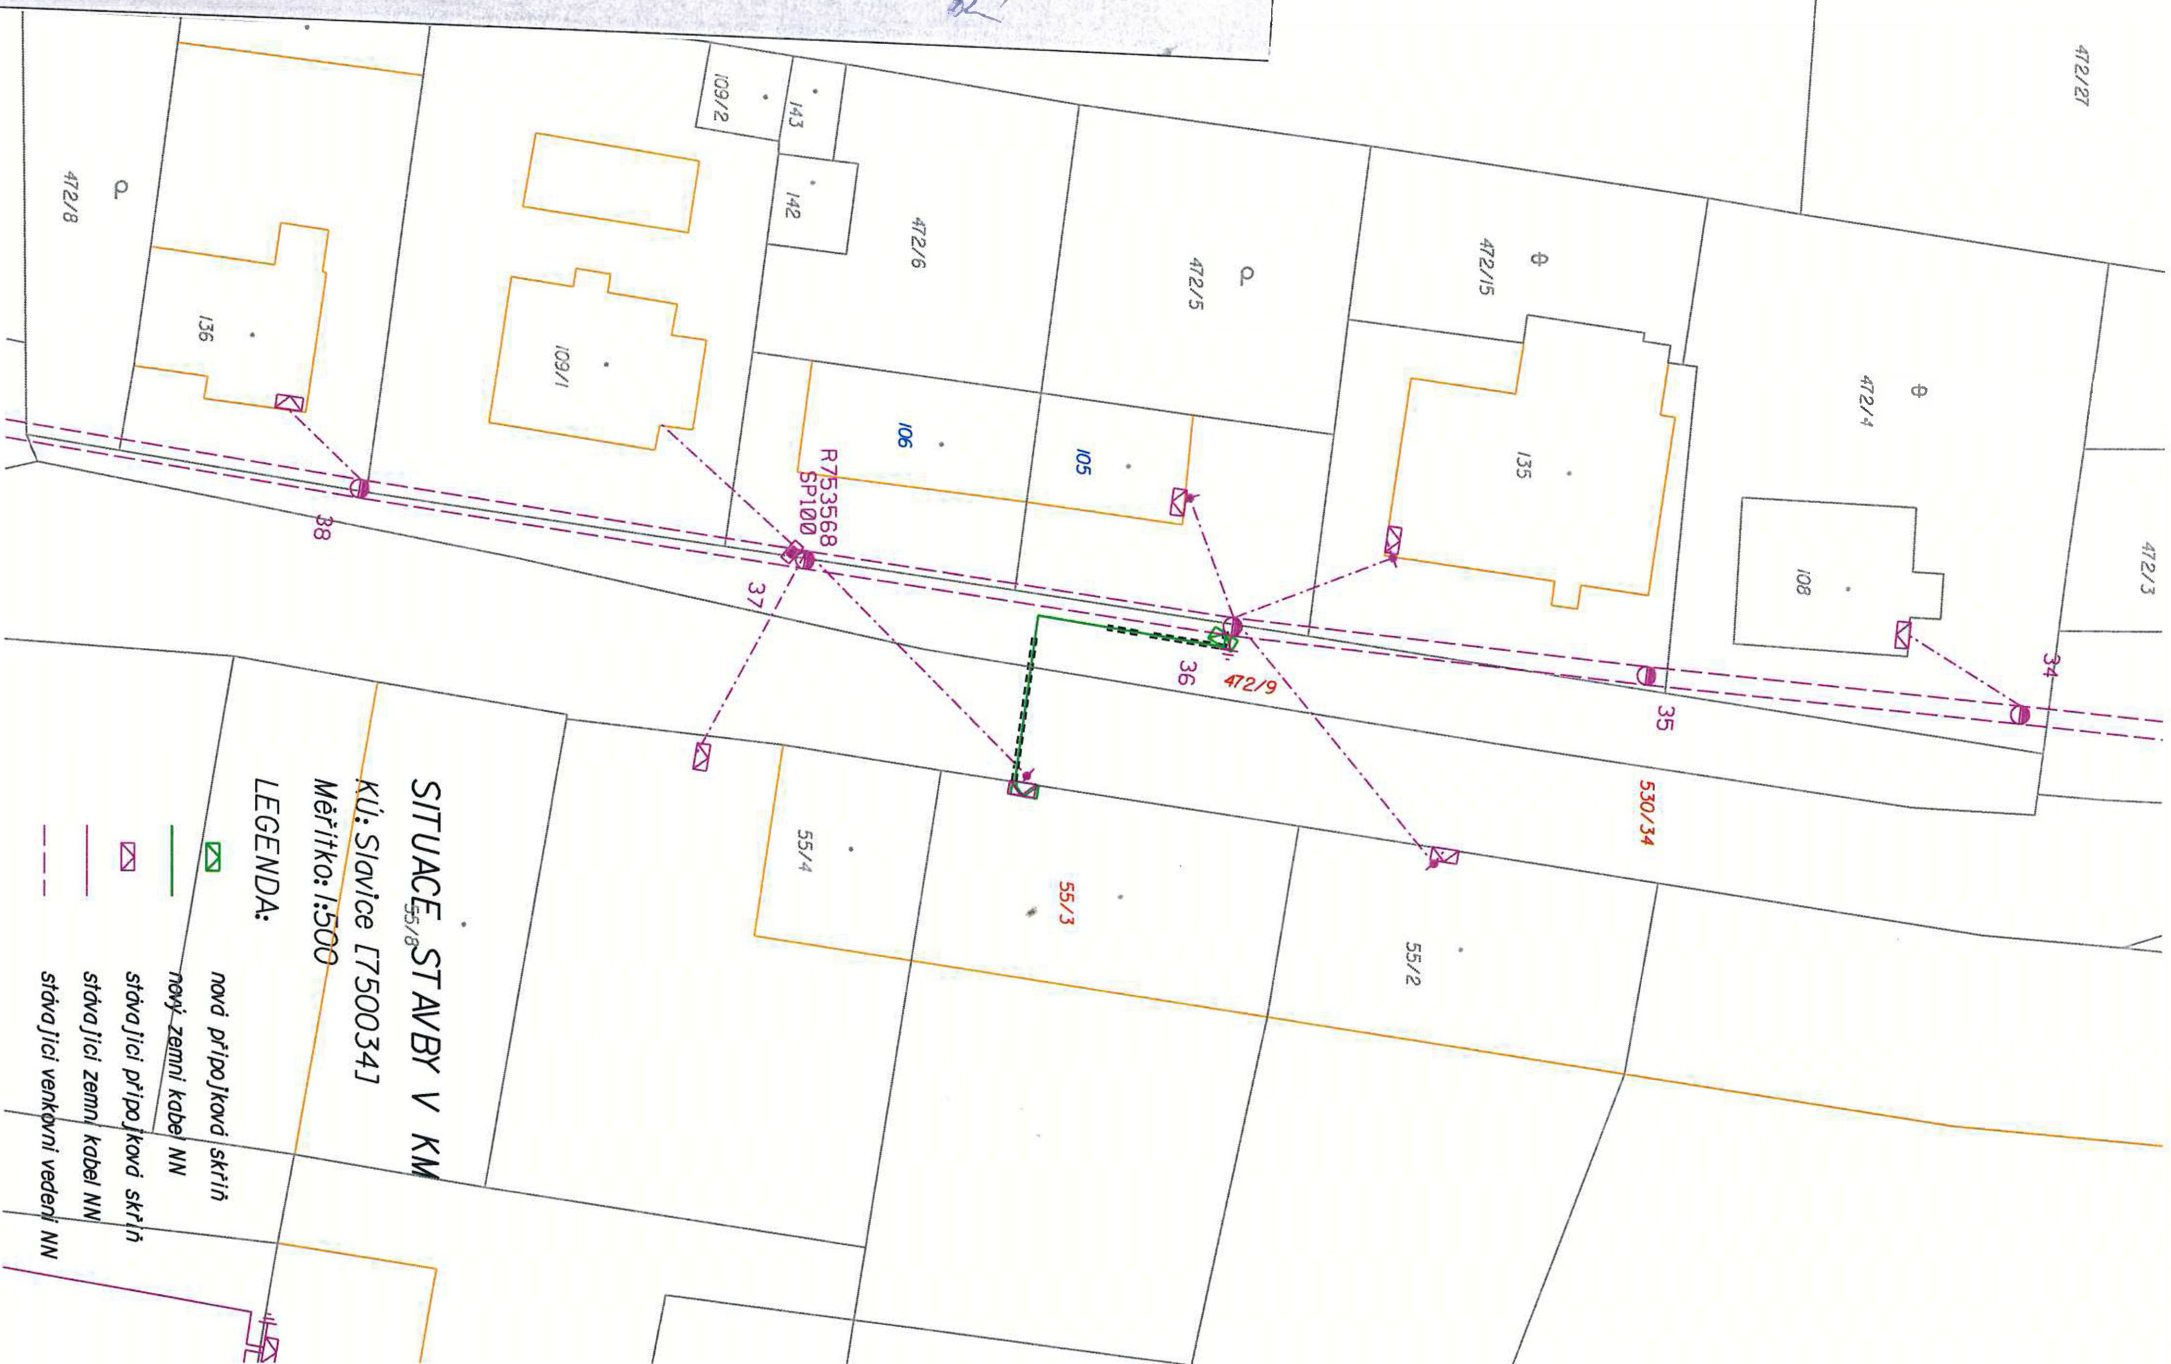 SITUACE STAVBY V KM
KÚ: Slavice [750034]
Měřítko: 1:500
LEGENDA:
nová přípojková skříň
nový zemní kabel NN
stávající přípojková skříň
stávající zemní kabel NN
stávající venkovní vedení NN
472/27
472/3
34
472/4
108
530/34
35
472/15
135
55/2
472/9
472/5
36
105
55/3
472/6
106
R753568
SP100
55/4
143
142
37
109/2
109/1
55/8
38
136
472/8